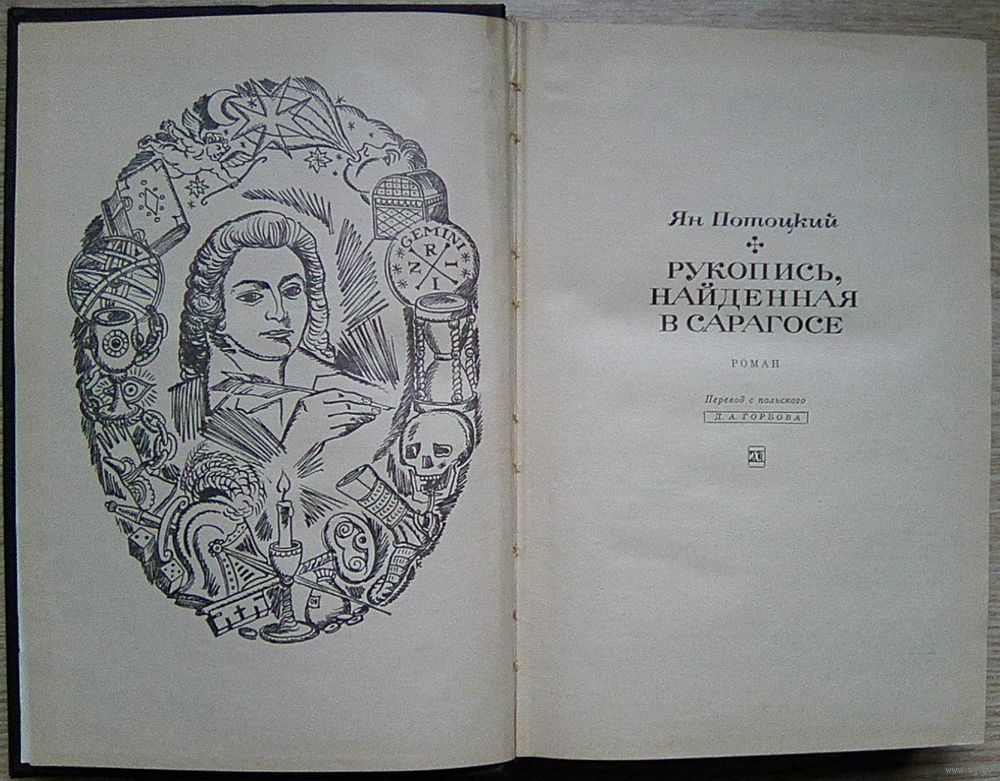 GEMINI
N R I I
Ян Потоцкий
РУКОПИСЬ,
НАЙДЕННАЯ
В САРАГОСЕ
РОМАН
Перевод с польского
Д. А. ГОРБОВА